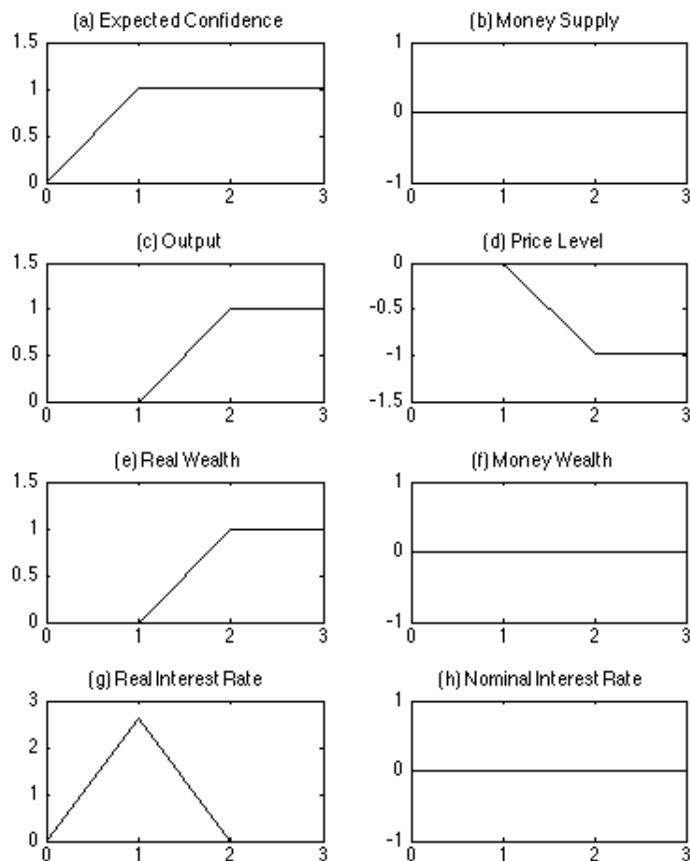 (a) Expected Confidence
1.5
1
0.5
0
0 1 2 3
(b) Money Supply
1
0
-1
0 1 2 3
(c) Output
1.5
1
0.5
0
0 1 2 3
(d) Price Level
0
-0.5
-1
-1.5
0 1 2 3
(e) Real Wealth
1.5
1
0.5
0
0 1 2 3
(f) Money Wealth
1
0
-1
0 1 2 3
(g) Real Interest Rate
3
2
1
0
0 1 2 3
(h) Nominal Interest Rate
1
0
-1
0 1 2 3